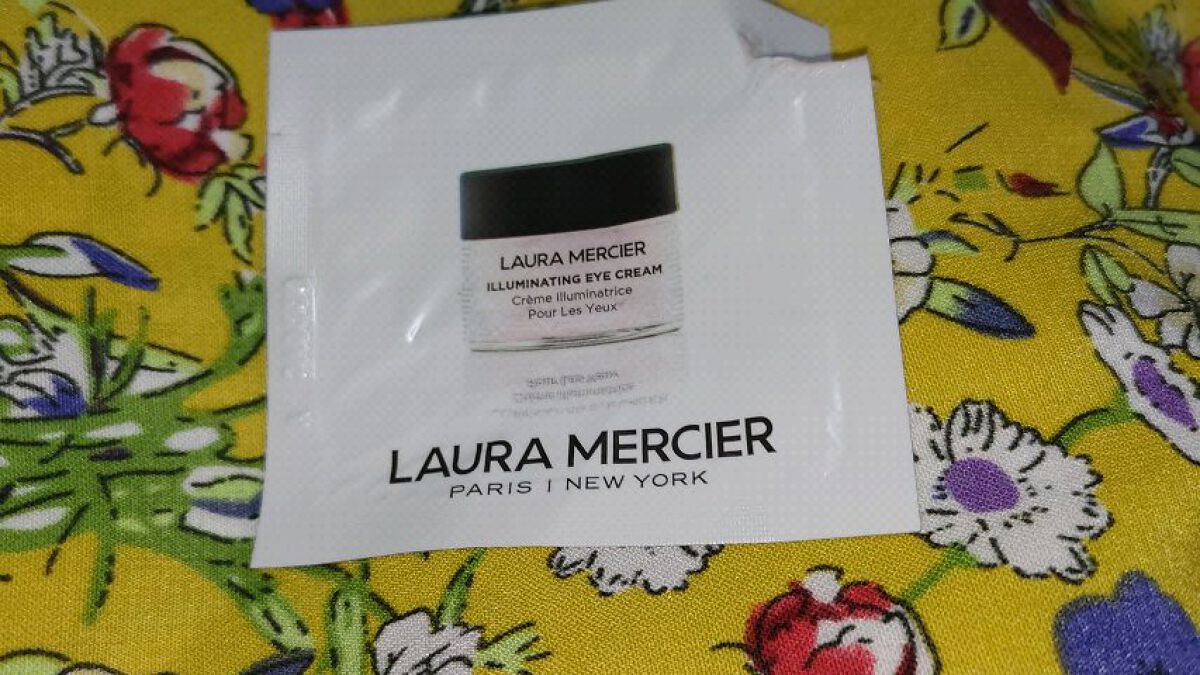 LAURA MERCIER
ILLUMINATING EYE CREAM
Crème Illuminatrice
Pour Les Yeux
LAURA MERCIER
PARIS | NEW YORK